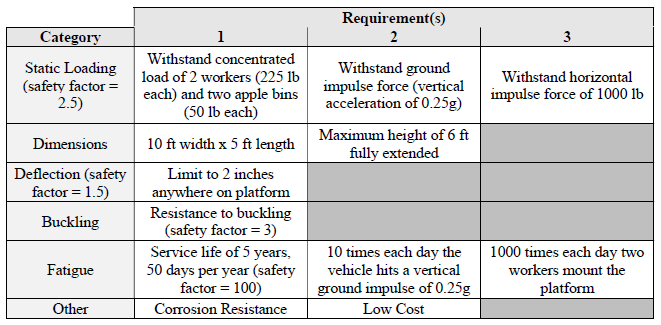 Requirement(s)
Category 1 2 3
Static Loading
(safety factor =
2.5)
Withstand concentrated
load of 2 workers (225 lb
each) and two apple bins
(50 lb each)
Withstand ground
impulse force (vertical
acceleration of 0.25g)
Withstand horizontal
impulse force of 1000 lb
Dimensions
10 ft width x 5 ft length
Maximum height of 6 ft
fully extended
Deflection (safety
factor = 1.5)
Limit to 2 inches
anywhere on platform
Buckling
Resistance to buckling
(safety factor = 3)
Fatigue
Service life of 5 years,
50 days per year (safety
factor = 100)
10 times each day the
vehicle hits a vertical
ground impulse of 0.25g
1000 times each day two
workers mount the
platform
Other
Corrosion Resistance
Low Cost